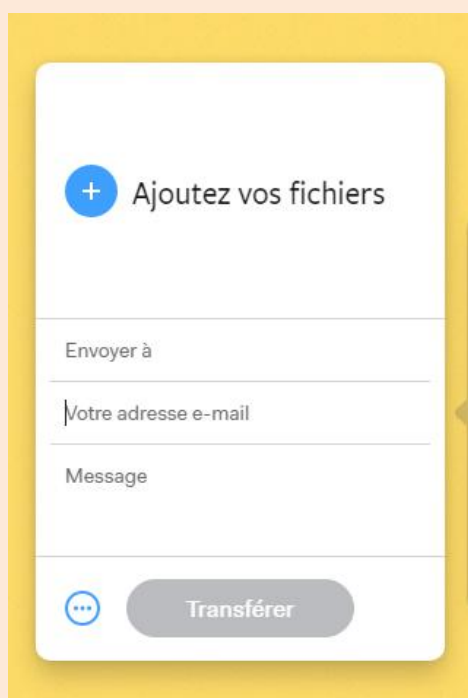 Ajoutez vos fichiers
Envoyer à
Votre adresse e-mail
Message
Transférer